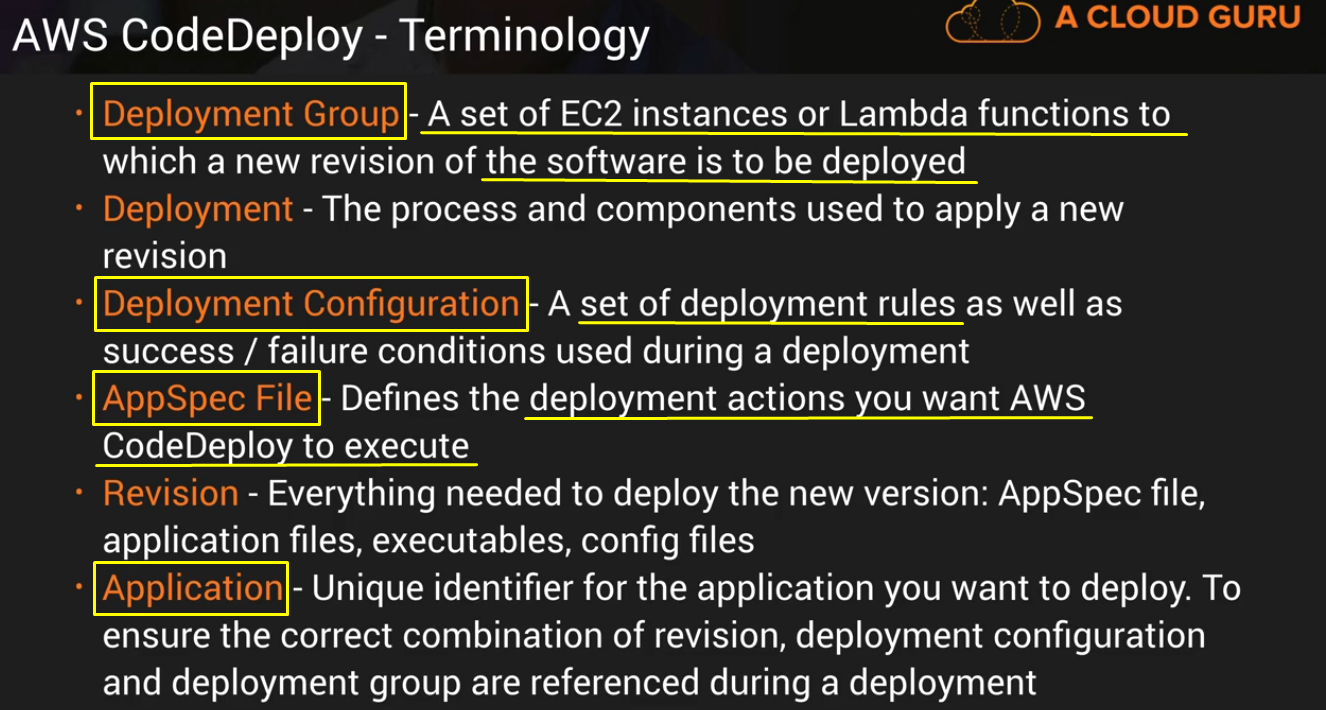 AWS CodeDeploy - Terminology
A CLOUD GURU
• Deployment Group - A set of EC2 instances or Lambda functions to
which a new revision of the software is to be deployed
• Deployment - The process and components used to apply a new
revision
• Deployment Configuration - A set of deployment rules as well as
success / failure conditions used during a deployment
• AppSpec File - Defines the deployment actions you want AWS
CodeDeploy to execute
• Revision - Everything needed to deploy the new version: AppSpec file,
application files, executables, config files
• Application - Unique identifier for the application you want to deploy. To
ensure the correct combination of revision, deployment configuration
and deployment group are referenced during a deployment